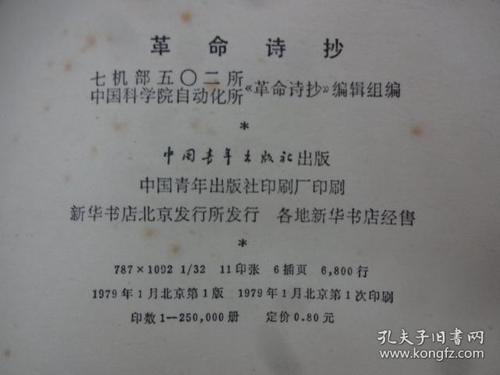 革命诗抄
七机部五〇二所
中国科学院自动化所
《革命诗抄》编辑组编
*
中国青年出版社出版
中国青年出版社印刷厂印刷
新华书店北京发行所发行 各地新华书店经售
*
787×1092 1/32 11印张 6插页 6,800行
1979年1月北京第1版 1979年1月北京第1次印刷
印数1—250,000册 定价0.80元
孔夫子旧书网
www.kongfz.com